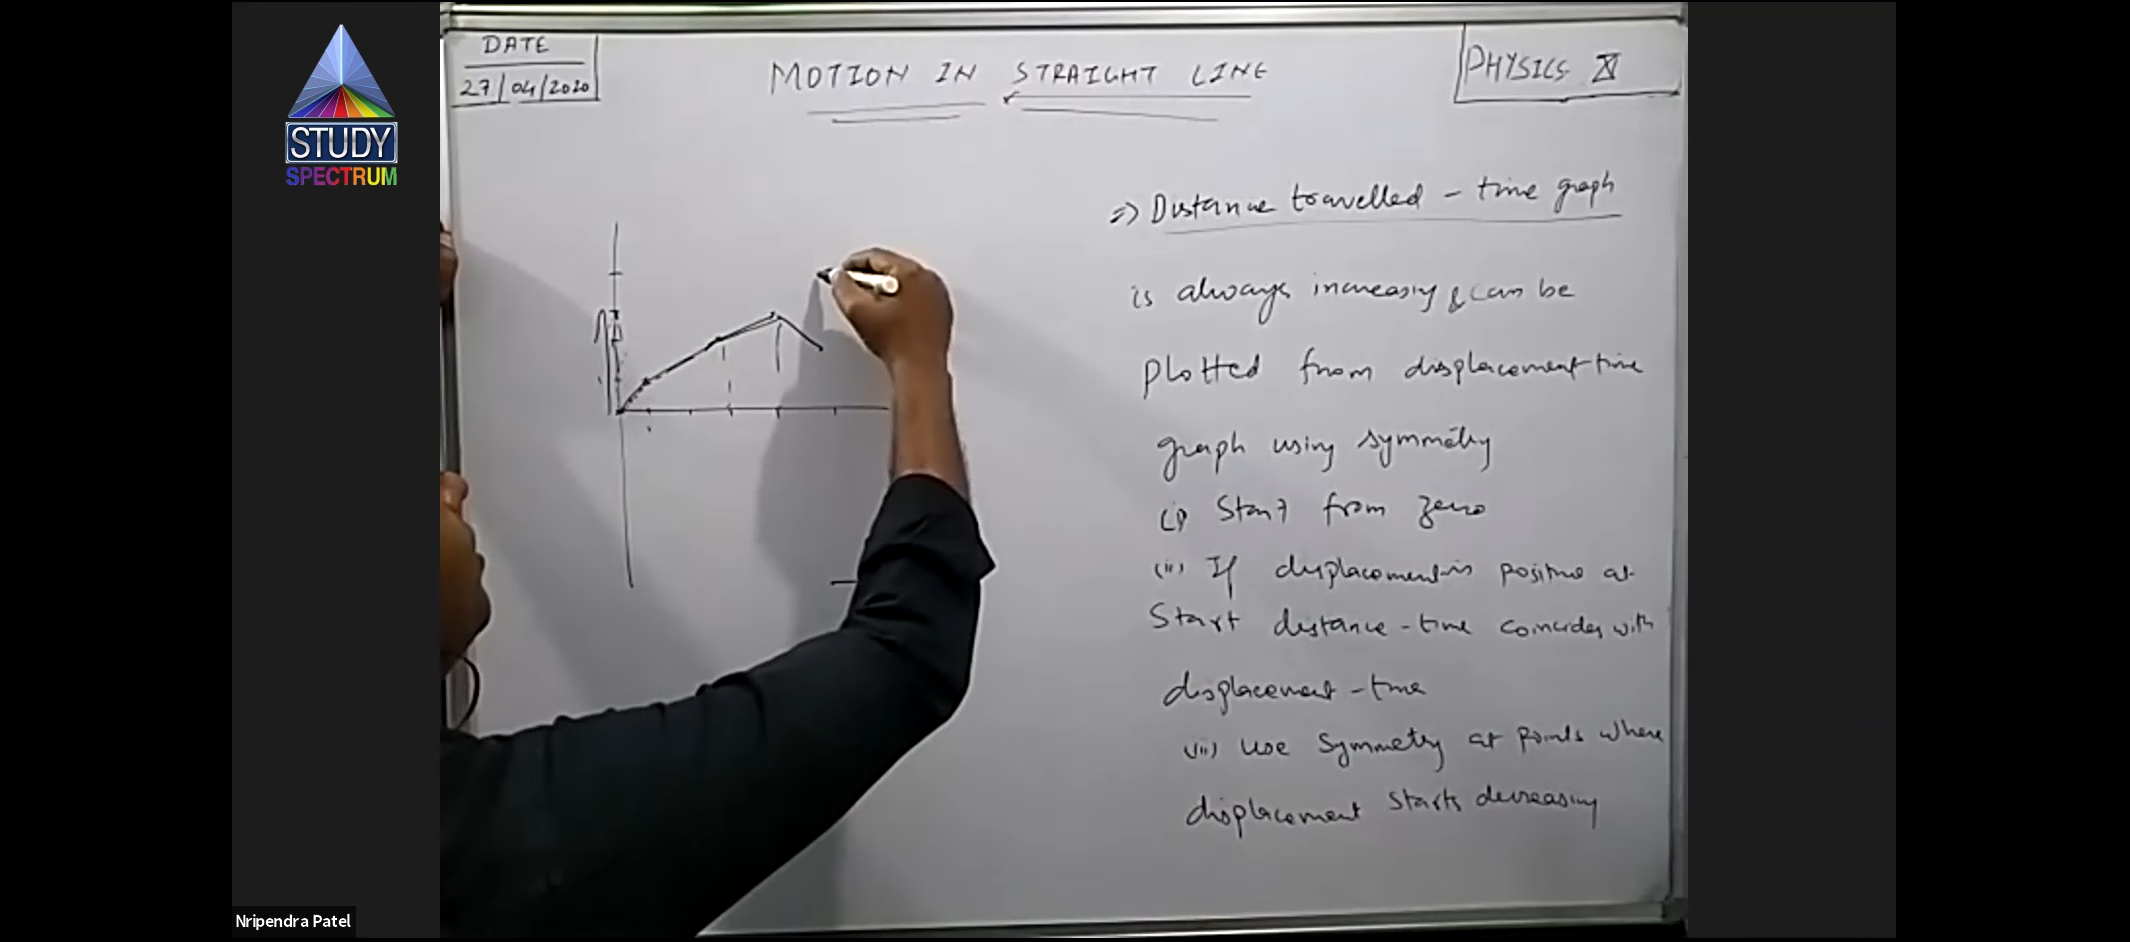 STUDY
SPECTRUM
DATE
27/04/2020
MOTION IN STRAIGHT LINE
PHYSICS XI
⇒ Distance travelled - time graph
is always increasing & can be
plotted from displacement-time
graph using symmetry
(i) Start from zero
(ii) If displacement is positive at
start distance - time coincides with
displacement - time
(iii) Use symmetry at points where
displacement starts decreasing
Nripendra Patel